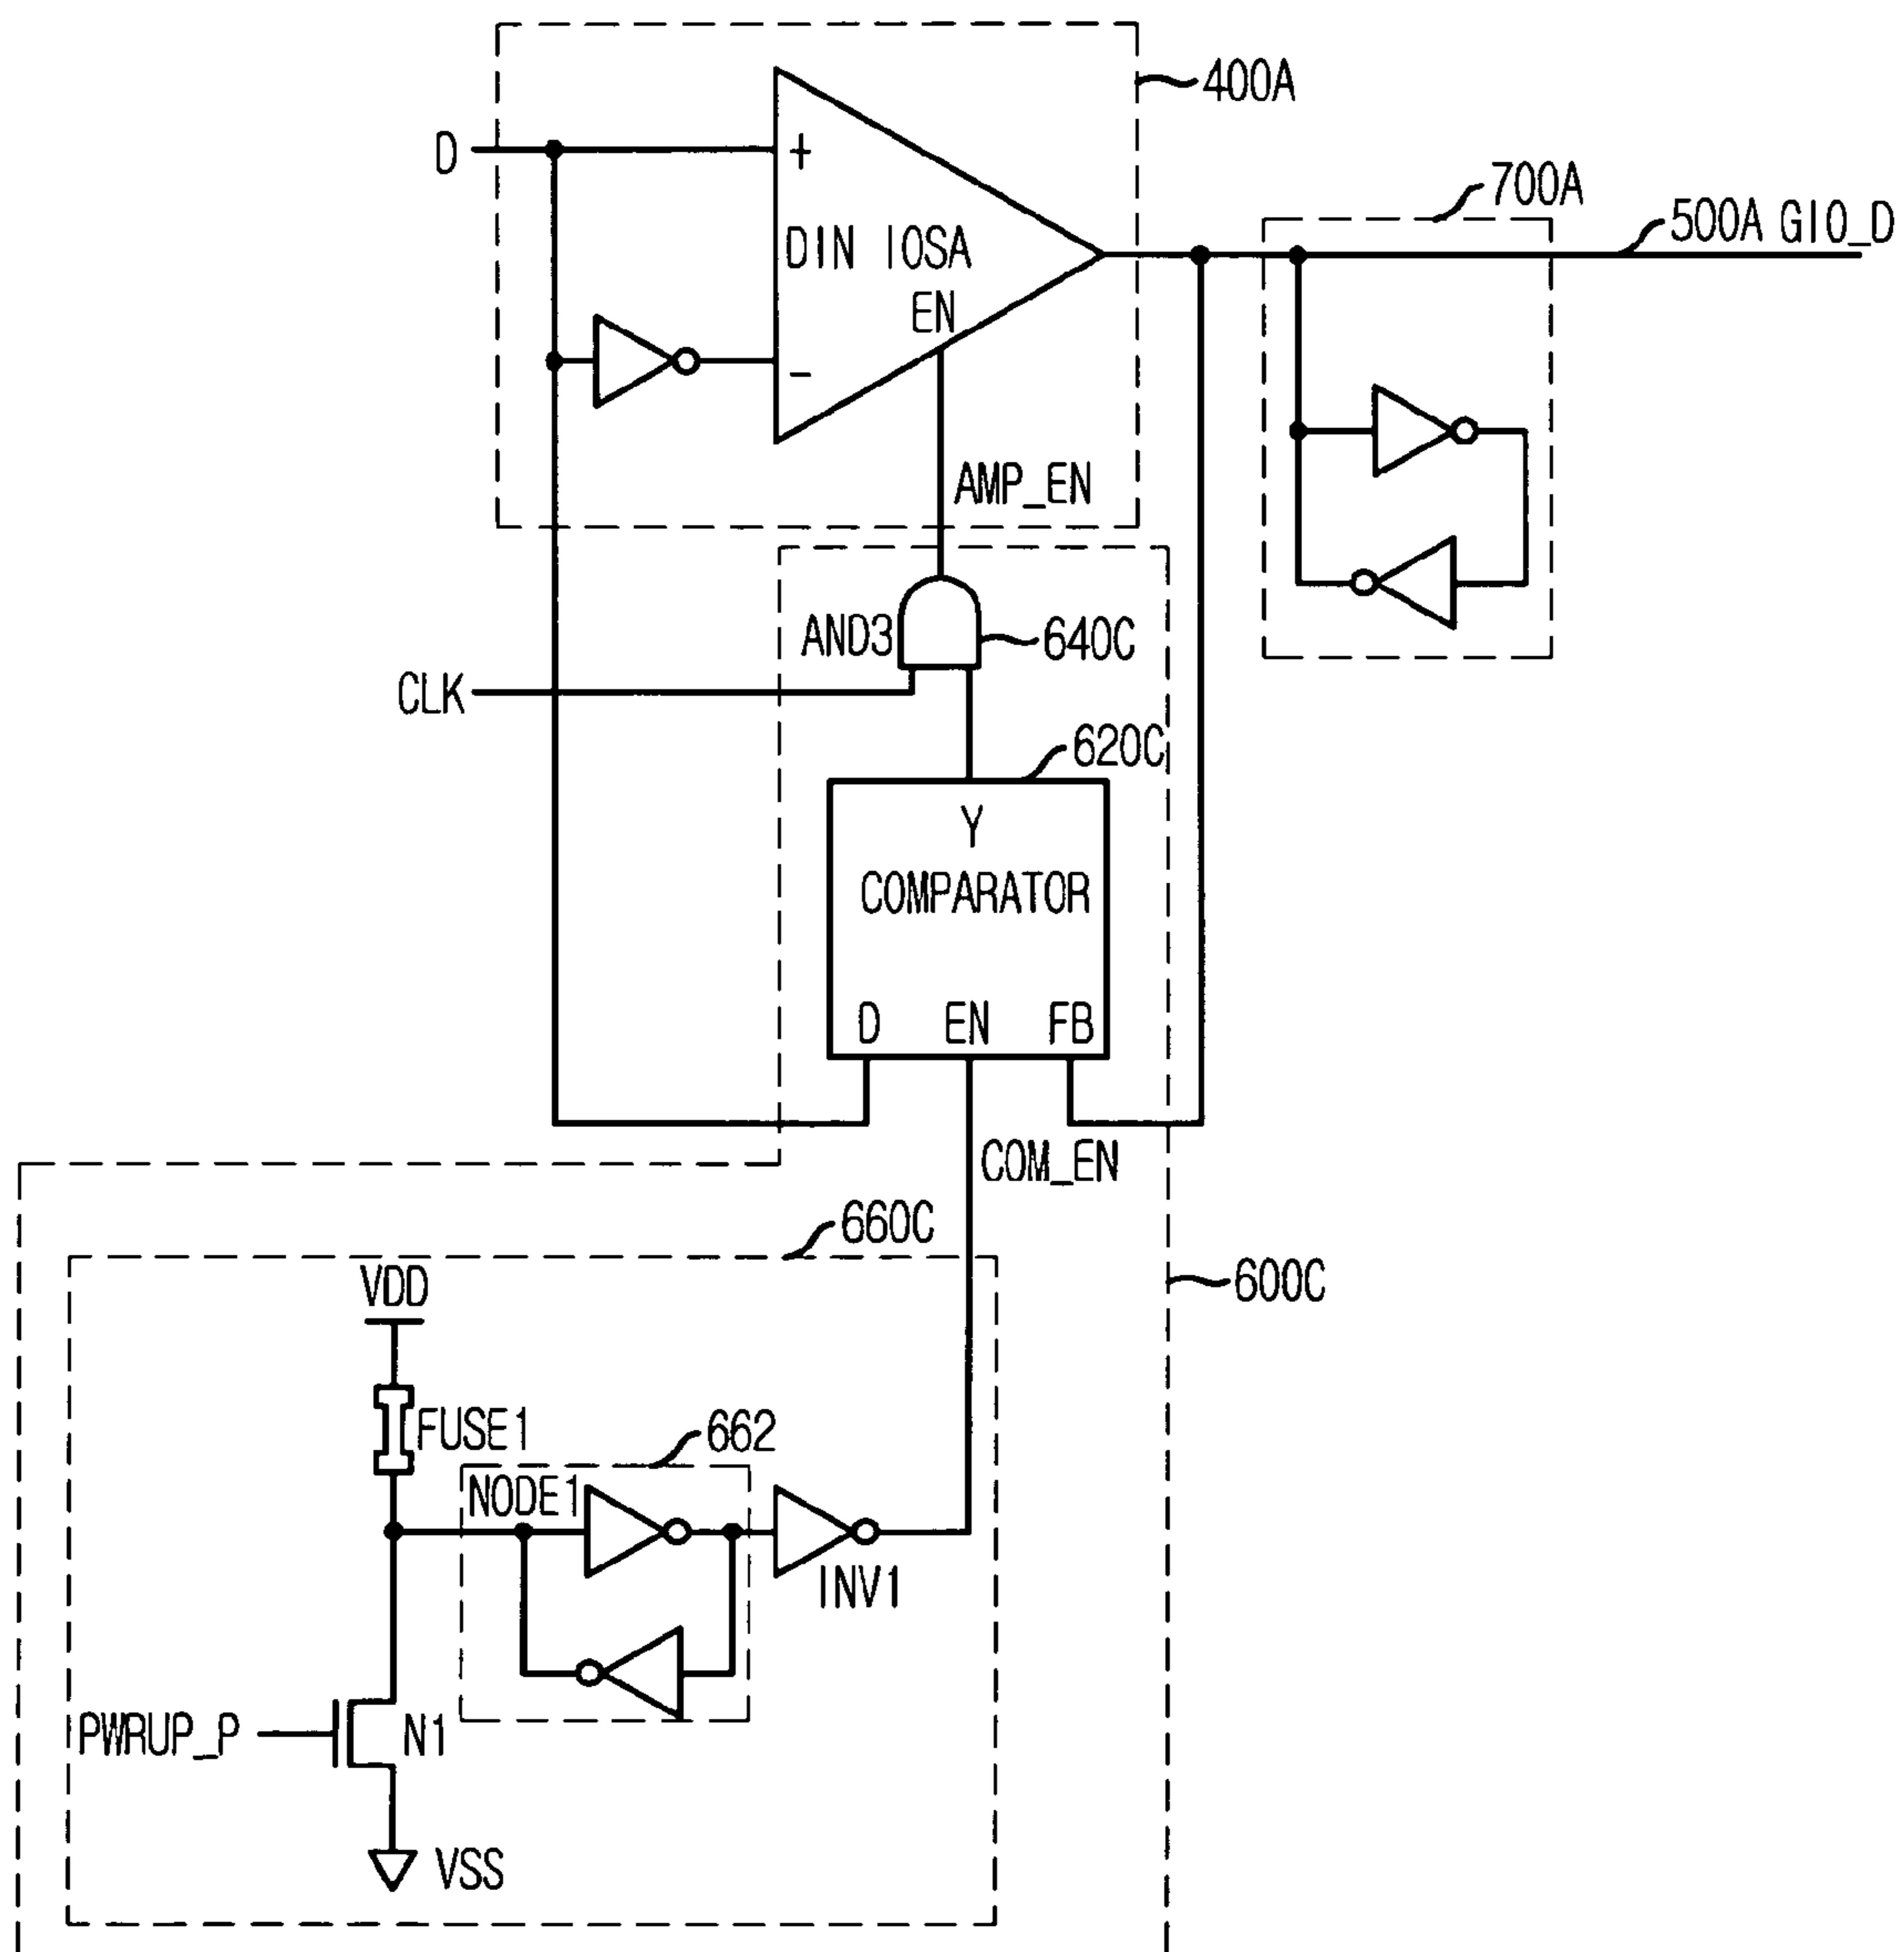 400A
D
+
700A
500A GIO_D
DIN IOSA
EN
-
AMP_EN
AND3
640C
CLK
620C
Y
COMPARATOR
D EN FB
COM_EN
660C
VDD
600C
FUSE1
662
NODE1
INV1
PWRUP_P
N1
VSS